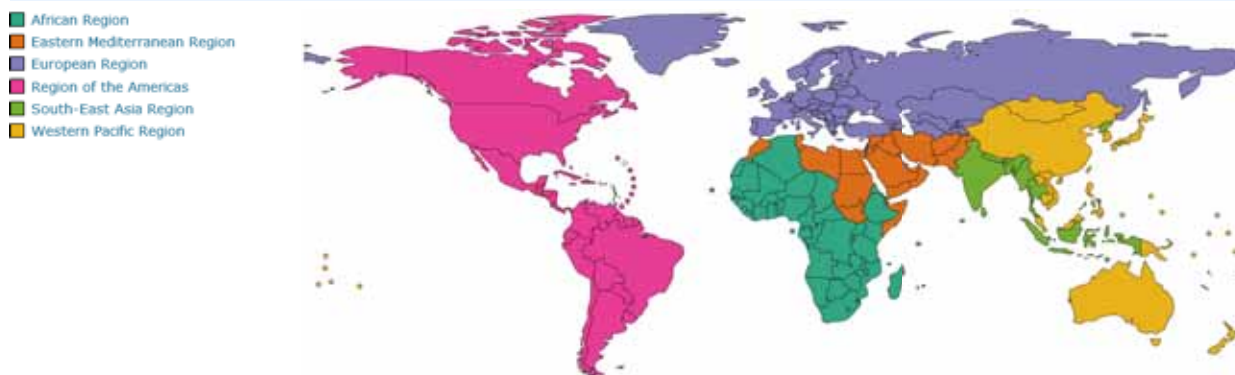 African Region
Eastern Mediterranean Region
European Region
Region of the Americas
South-East Asia Region
Western Pacific Region